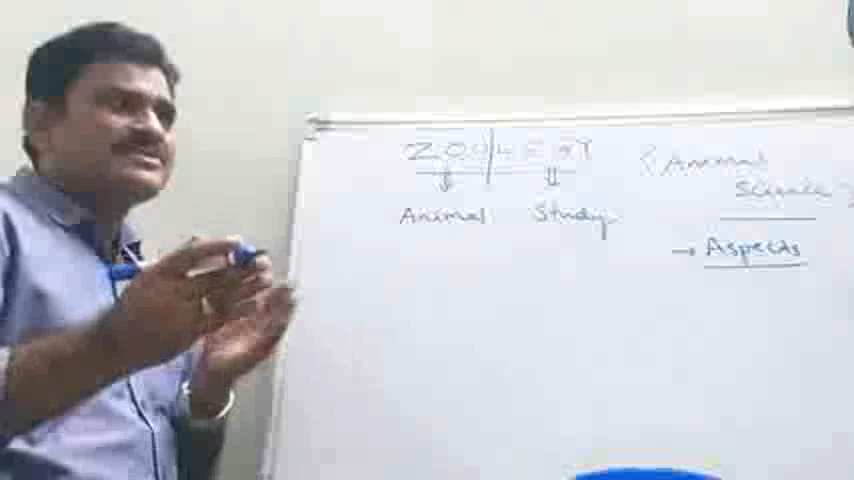 ZOOLOGY
Animal Study
(Animal
Science)
→ Aspects